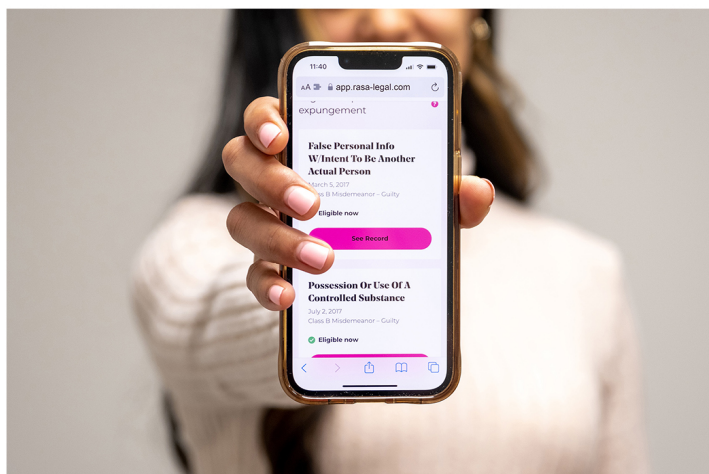 11:40
AA app.rasa-legal.com
expungement
?
False Personal Info
W/Intent To Be Another
Actual Person
March 5, 2017
B Misdemeanor - Guilty
Eligible now
See Record
Possession Or Use Of A
Controlled Substance
July 2, 2017
Class B Misdemeanor - Guilty
Eligible now